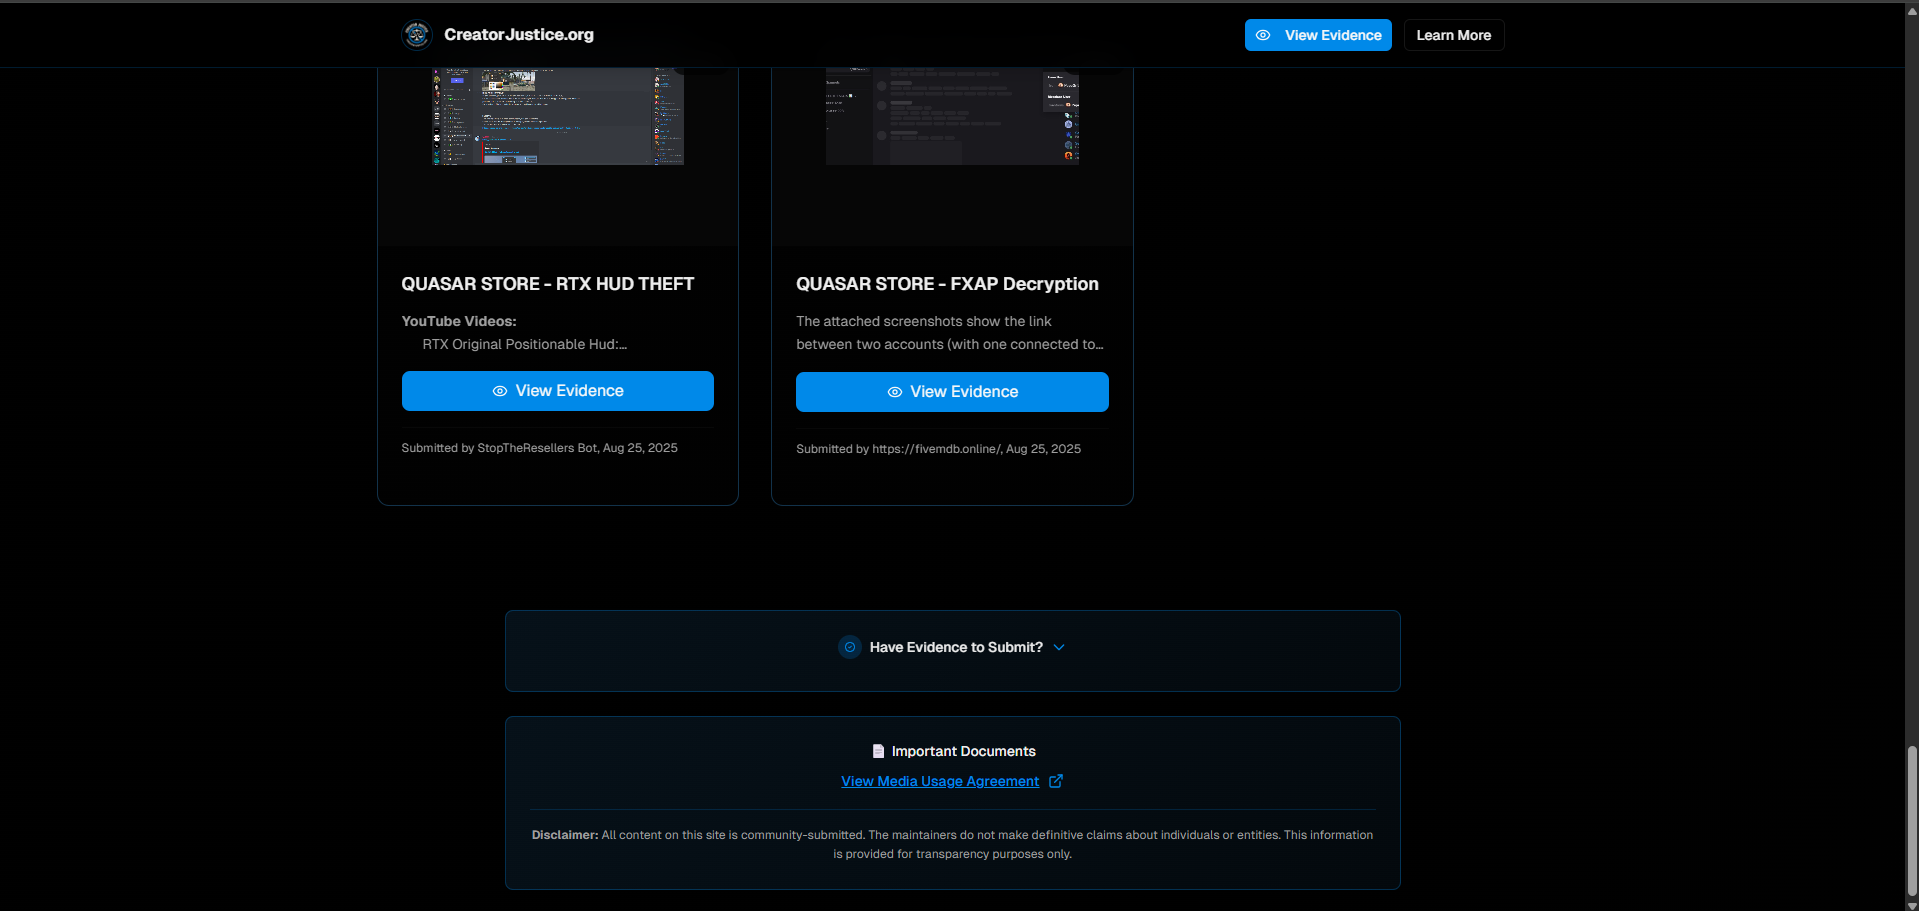 CreatorJustice.org
View Evidence
Learn More
QUASAR STORE - RTX HUD THEFT
YouTube Videos:
RTX Original Positionable Hud:...
View Evidence
Submitted by StopTheResellers Bot, Aug 25, 2025
QUASAR STORE - FXAP Decryption
The attached screenshots show the link
between two accounts (with one connected to...
View Evidence
Submitted by https://fivemdb.online/, Aug 25, 2025
Have Evidence to Submit?
Important Documents
View Media Usage Agreement
Disclaimer: All content on this site is community-submitted. The maintainers do not make definitive claims about individuals or entities. This information
is provided for transparency purposes only.